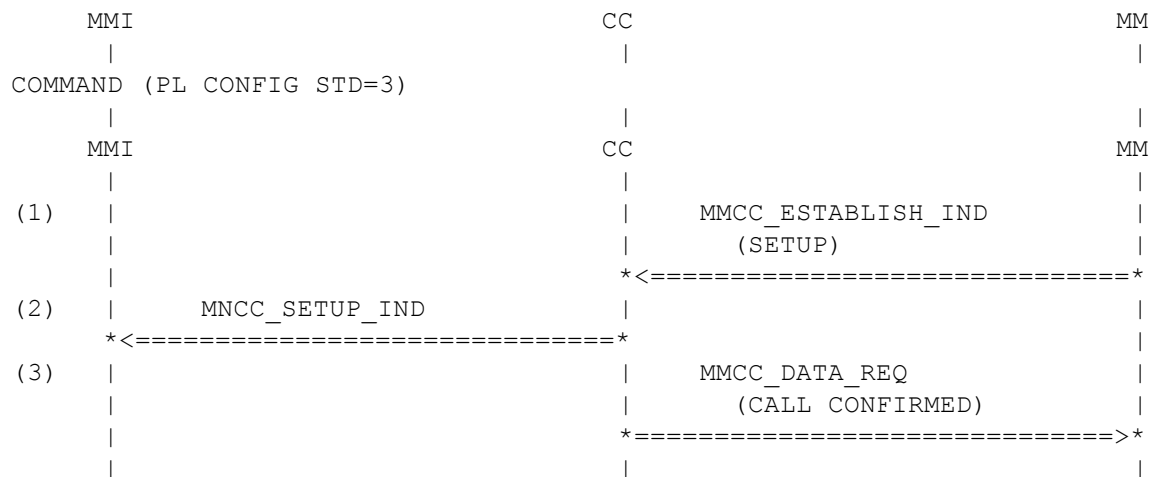 MMI CC MM
| | |
COMMAND (PL CONFIG STD=3)
| | |
MMI CC MM
| | |
(1) | | MMCC_ESTABLISH_IND |
| | (SETUP) |
| *<==============================*
(2) | MNCC_SETUP_IND | |
*<==============================* |
(3) | | MMCC_DATA_REQ |
| | (CALL CONFIRMED) |
| *==============================>*
| | |